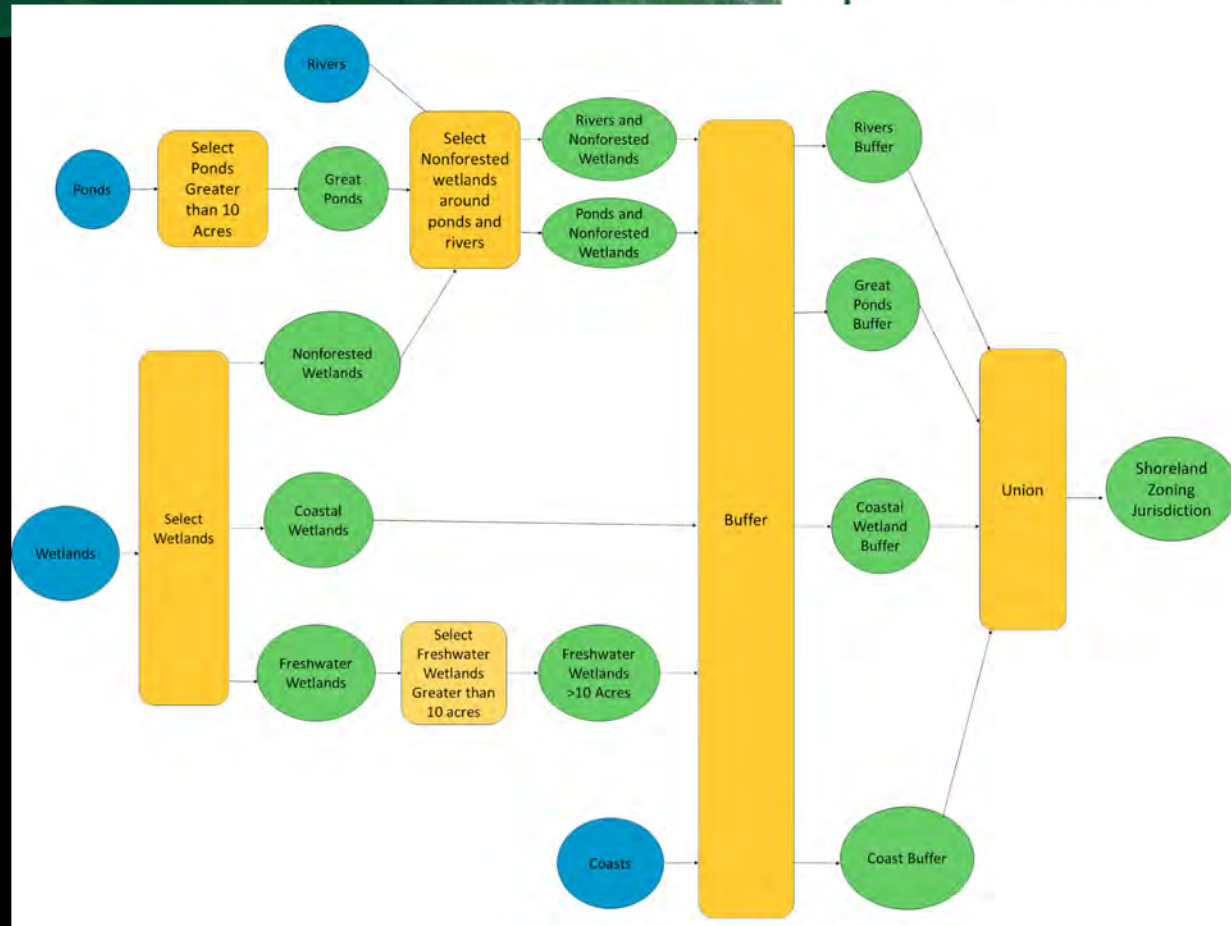 Rivers
Ponds
Select
Ponds
Greater
than 10
Acres
Great
Ponds
Select
Nonforested
wetlands
around
ponds and
rivers
Rivers and
Nonforested
Wetlands
Ponds and
Nonforested
Wetlands
Nonforested
Wetlands
Wetlands
Select
Wetlands
Coastal
Wetlands
Freshwater
Wetlands
Select
Freshwater
Wetlands
Greater than
10 acres
Freshwater
Wetlands
>10 Acres
Coasts
Buffer
Rivers
Buffer
Great
Ponds
Buffer
Coastal
Wetland
Buffer
Coast Buffer
Union
Shoreland
Zoning
Jurisdiction